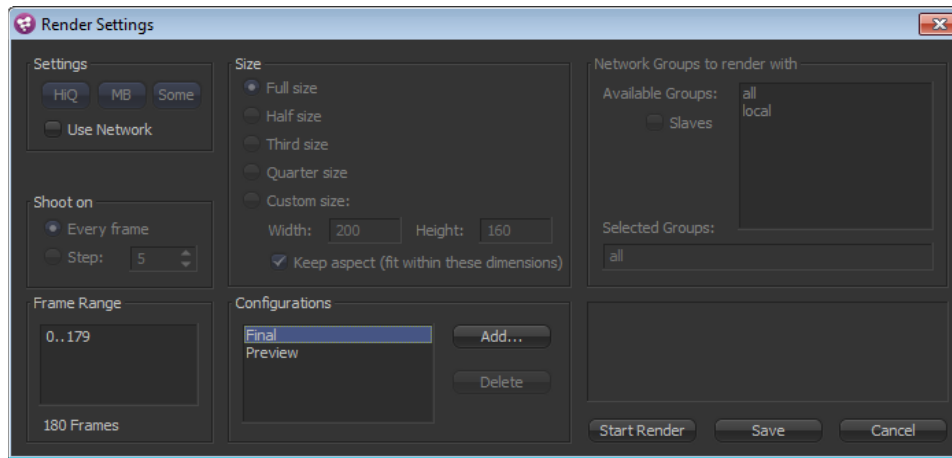 Render Settings
Settings
HiQ MB Some
Use Network
Shoot on
Every frame
Step: 5
Frame Range
0..179
180 Frames
Size
Full size
Half size
Third size
Quarter size
Custom size:
Width: 200 Height: 160
Keep aspect (fit within these dimensions)
Configurations
Final
Preview
Add...
Delete
Network Groups to render with
Available Groups:
Slaves
all
local
Selected Groups:
all
Start Render Save Cancel